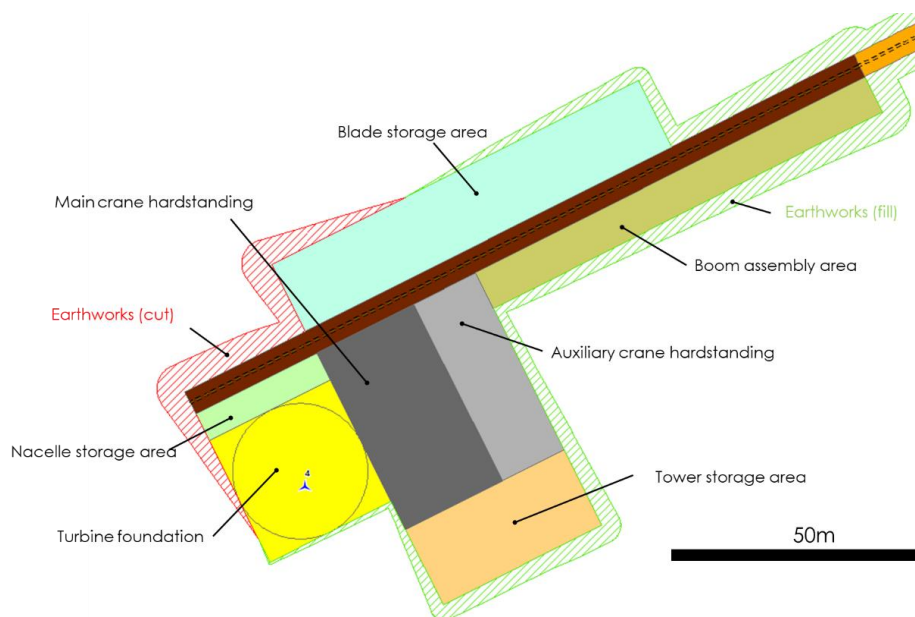 Blade storage area
Main crane hardstanding
Earthworks (fill)
Boom assembly area
Earthworks (cut)
Auxiliary crane hardstanding
Nacelle storage area
4
Tower storage area
Turbine foundation
50m